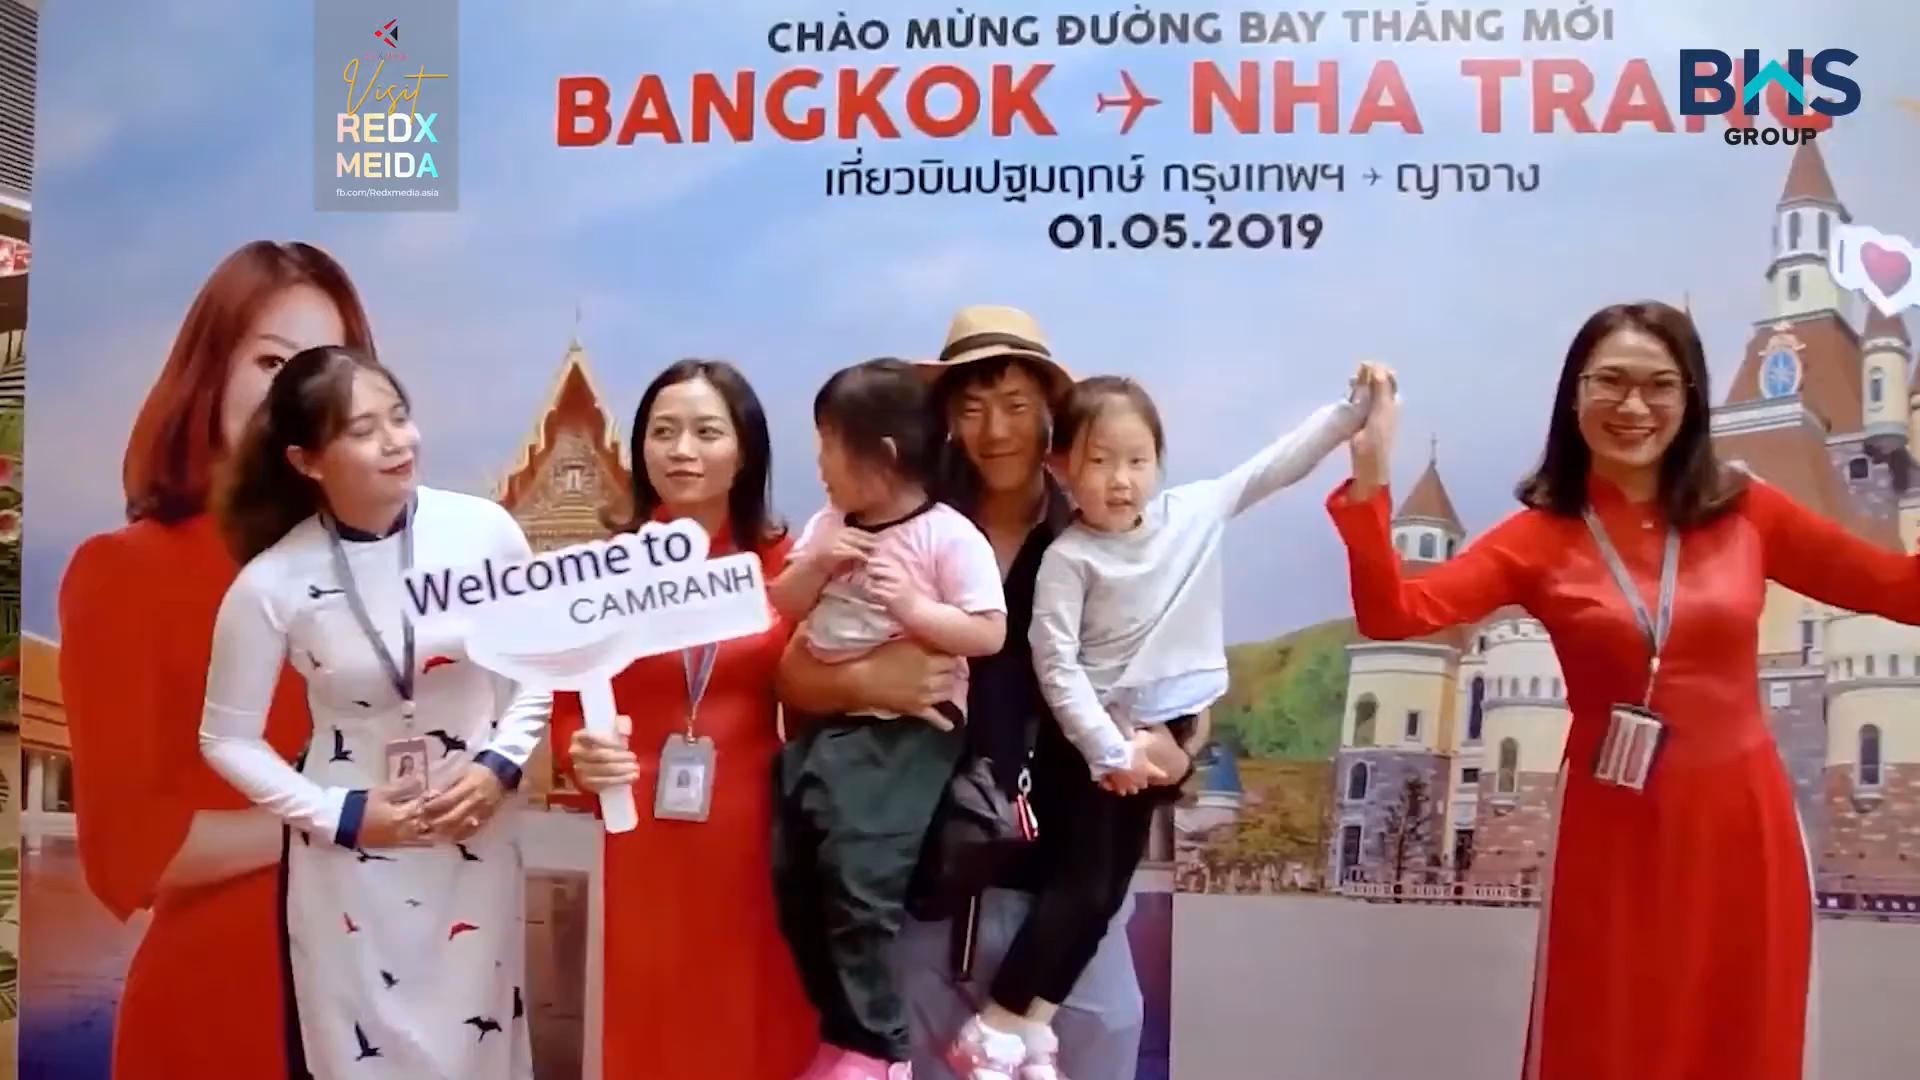 CHÀO MỪNG ĐƯỜNG BAY THẲNG MỚI
BANGKOK → NHA TRANG
เที่ยวบินปฐมฤกษ์ กรุงเทพฯ → ญาจาง
01.05.2019
Visit
REDX
MEIDA
fb.com/Redxmedia.asia
BHS
GROUP
I
Welcome to
CAMRANH